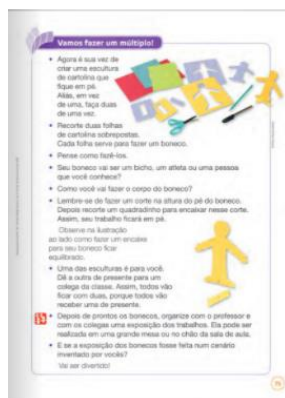 Vamos fazer um múltiplo!
• Agora é sua vez de
criar uma escultura
de cartolina que
fique em pé.
Aliás, em vez
de uma, faça duas
de uma vez.
• Recorte duas folhas
de cartolina sobrepostas.
Cada folha serve para fazer um boneco.
• Pense como fazê-los.
• Seu boneco vai ser um bicho, um atleta ou uma pessoa
que você conhece?
• Como você vai fazer o corpo do boneco?
• Lembre-se de fazer um corte na altura do pé do boneco.
Depois recorte um quadradinho para encaixar nesse corte.
Assim, seu trabalho ficará em pé.
Observe na ilustração
ao lado como fazer um encaixe
para seu boneco ficar
equilibrado.
• Uma das esculturas é para você.
Dê a outra de presente para um
colega da classe. Assim, todos vão
ficar com duas, porque todos vão
receber uma de presente.
• Depois de prontos os bonecos, organize com o professor e
com os colegas uma exposição dos trabalhos. Ela pode ser
realizada em uma grande mesa ou no chão da sala de aula.
• E se a exposição dos bonecos fosse feita num cenário
inventado por vocês?
Vai ser divertido!